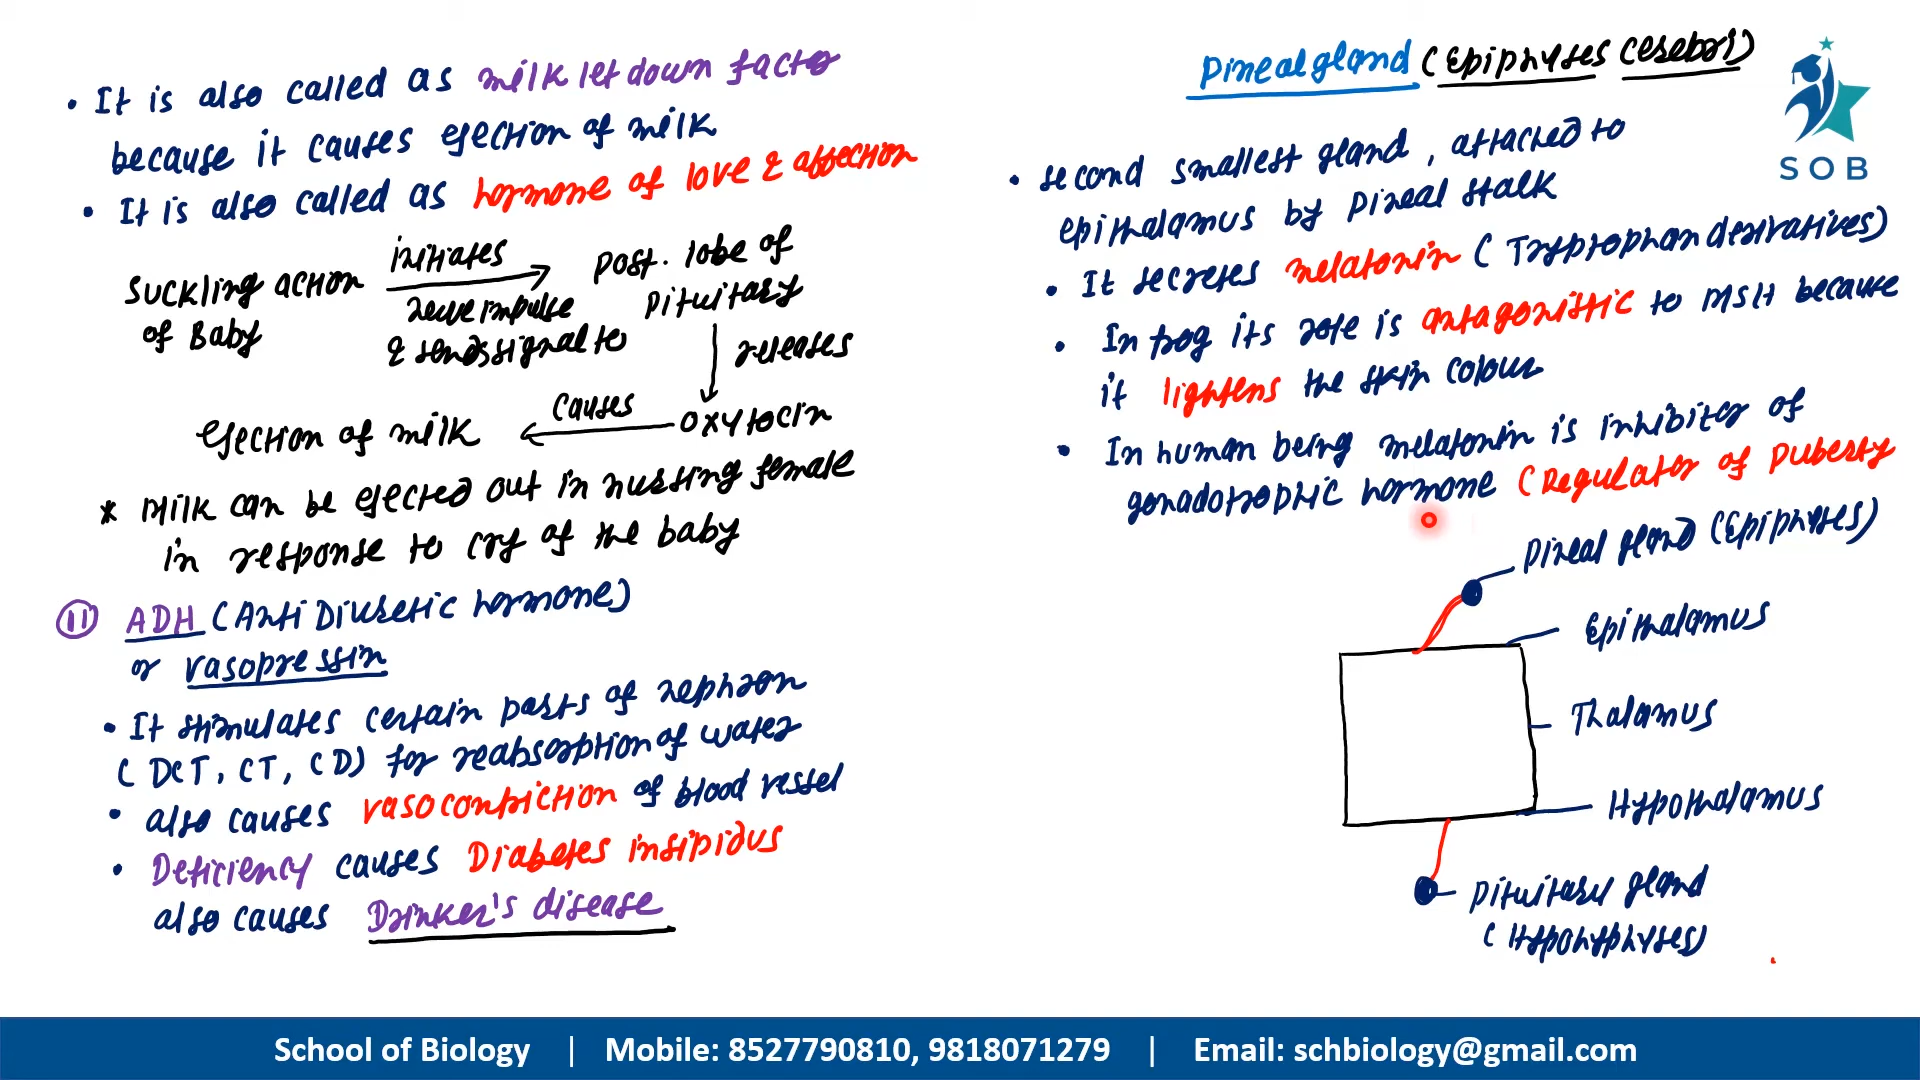 • It is also called as milk let down factor
because it causes ejection of milk
• It is also called as hormone of love & affection
Suckling action
of Baby
initiates
nerve impulse
& sends signal to
post. lobe of
pituitary
releases
oxytocin
causes
ejection of milk
* Milk can be ejected out in nursing female
in response to cry of the baby
11 ADH (Anti Diuretic hormone)
or vasopressin
• It stimulates certain parts of nephron
(DCT, CT, CD) for reabsorption of water
• also causes vasoconriction of blood vessel
• Deficiency causes Diabetes insipidus
also causes Drinker's disease
Pineal gland (Epiphyses cerebri)
SOB
• second smallest gland, attached to
epithalamus by pineal stalk
• It secretes melatonin (Tryptophan derivatives)
• In frog its role is antagonistic to MSH because
it lightens the skin colour
• In human being melatonin is inhibitor of
gonadotrophic hormone (Regulator of puberty
pineal gland (Epiphyses)
Epithalamus
Thalamus
Hypothalamus
Pituitary gland
(Hypohyphyses)
School of Biology | Mobile: 8527790810, 9818071279 | Email: schbiology@gmail.com